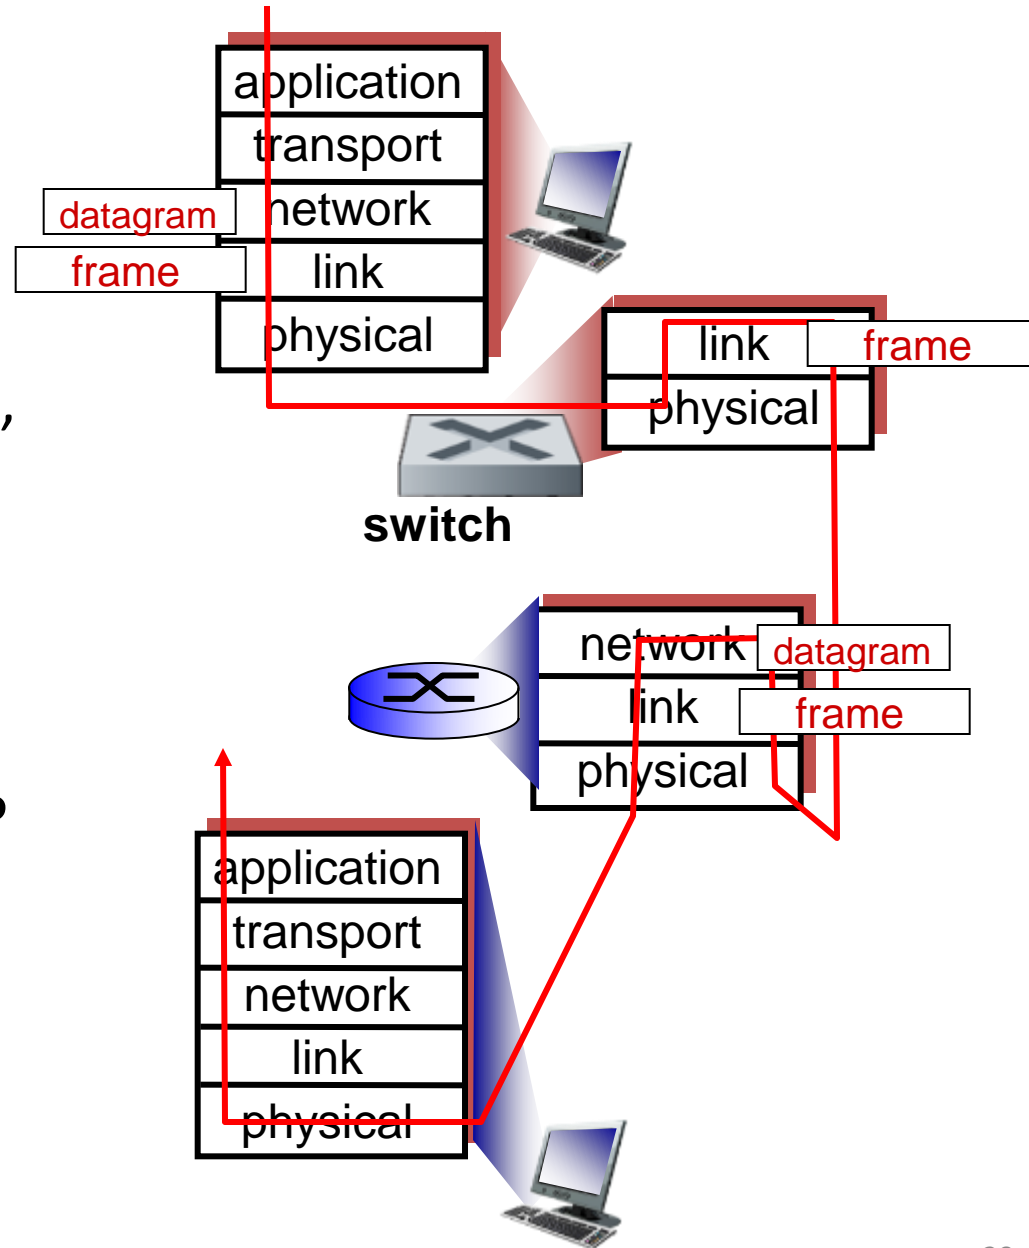 application
transport
datagram
network
frame
link
physical
link
frame
physical
,
switch
network
datagram
link
frame
physical
application
transport
network
link
physical